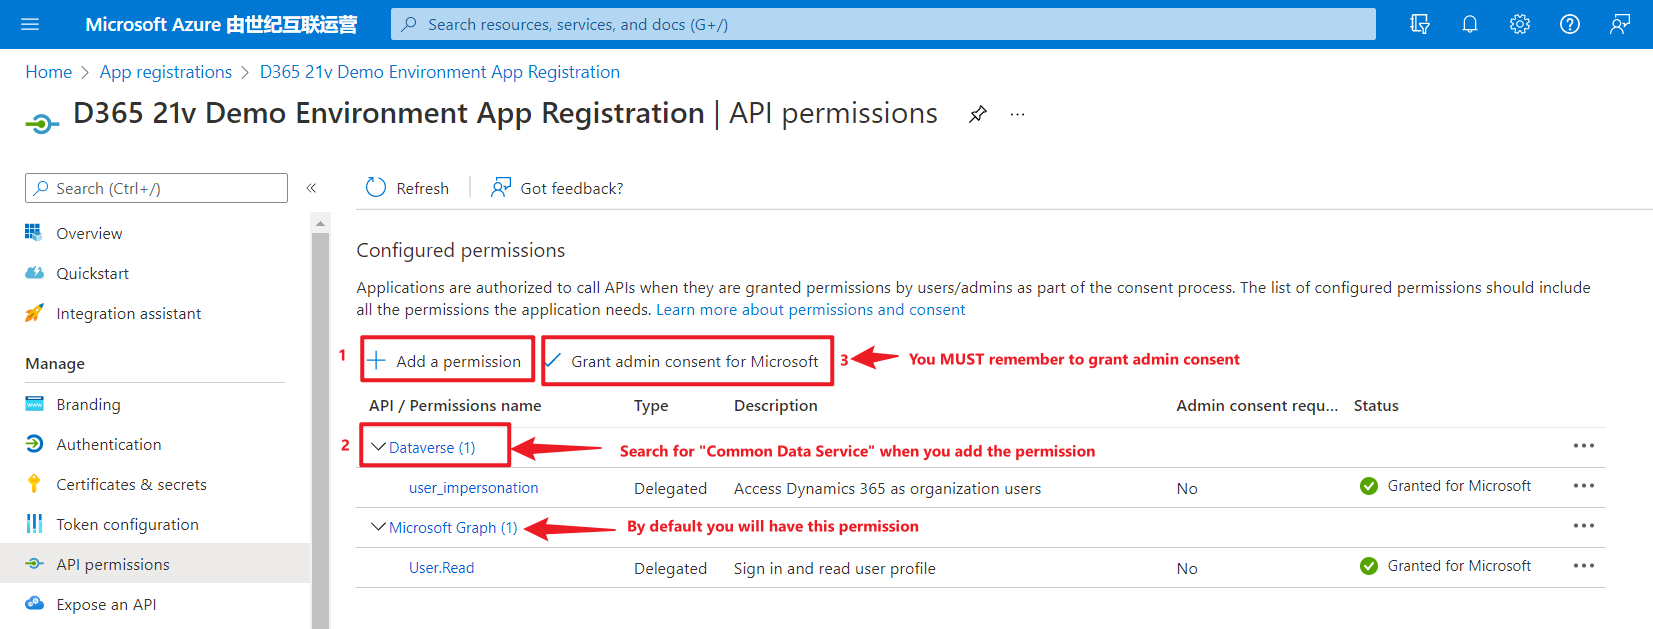 Microsoft Azure 由世纪互联运营
Search resources, services, and docs (G+/)
Home > App registrations > D365 21v Demo Environment App Registration
D365 21v Demo Environment App Registration | API permissions
Search (Ctrl+/)
Refresh
Got feedback?
Overview
Quickstart
Integration assistant
Manage
Branding
Authentication
Certificates & secrets
Token configuration
API permissions
Expose an API
Configured permissions
Applications are authorized to call APIs when they are granted permissions by users/admins as part of the consent process. The list of configured permissions should include
all the permissions the application needs. Learn more about permissions and consent
1 Add a permission Grant admin consent for Microsoft 3 You MUST remember to grant admin consent
API / Permissions name Type Description Admin consent requ... Status
2 Dataverse (1) Search for "Common Data Service" when you add the permission
user_impersonation Delegated Access Dynamics 365 as organization users No Granted for Microsoft
Microsoft Graph (1) By default you will have this permission
User.Read Delegated Sign in and read user profile No Granted for Microsoft